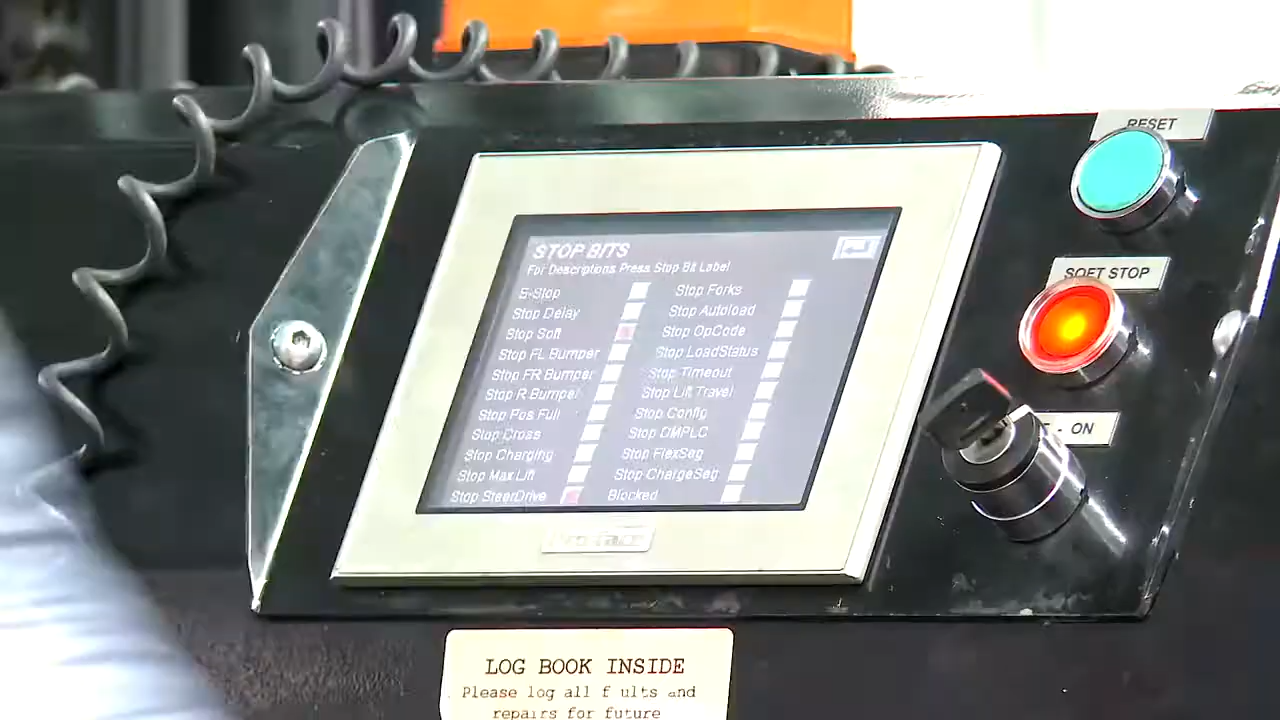 RESET
SOFT STOP
- ON
STOP BITS
For Descriptions Press Stop Bit Label
E-Stop
Stop Delay
Stop Soft
Stop FL Bumper
Stop FR Bumper
Stop R Bumper
Stop Pos Full
Stop Cross
Stop Charging
Stop Max Lift
Stop SteerDrive
Stop Forks
Stop Autoload
Stop OpCode
Stop LoadStatus
Stop Timeout
Stop Lift Travel
Stop Config
Stop DMPLC
Stop FlexSeg
Stop ChargeSeg
Blocked
LOG BOOK INSIDE
Please log all f ults and
repairs for future